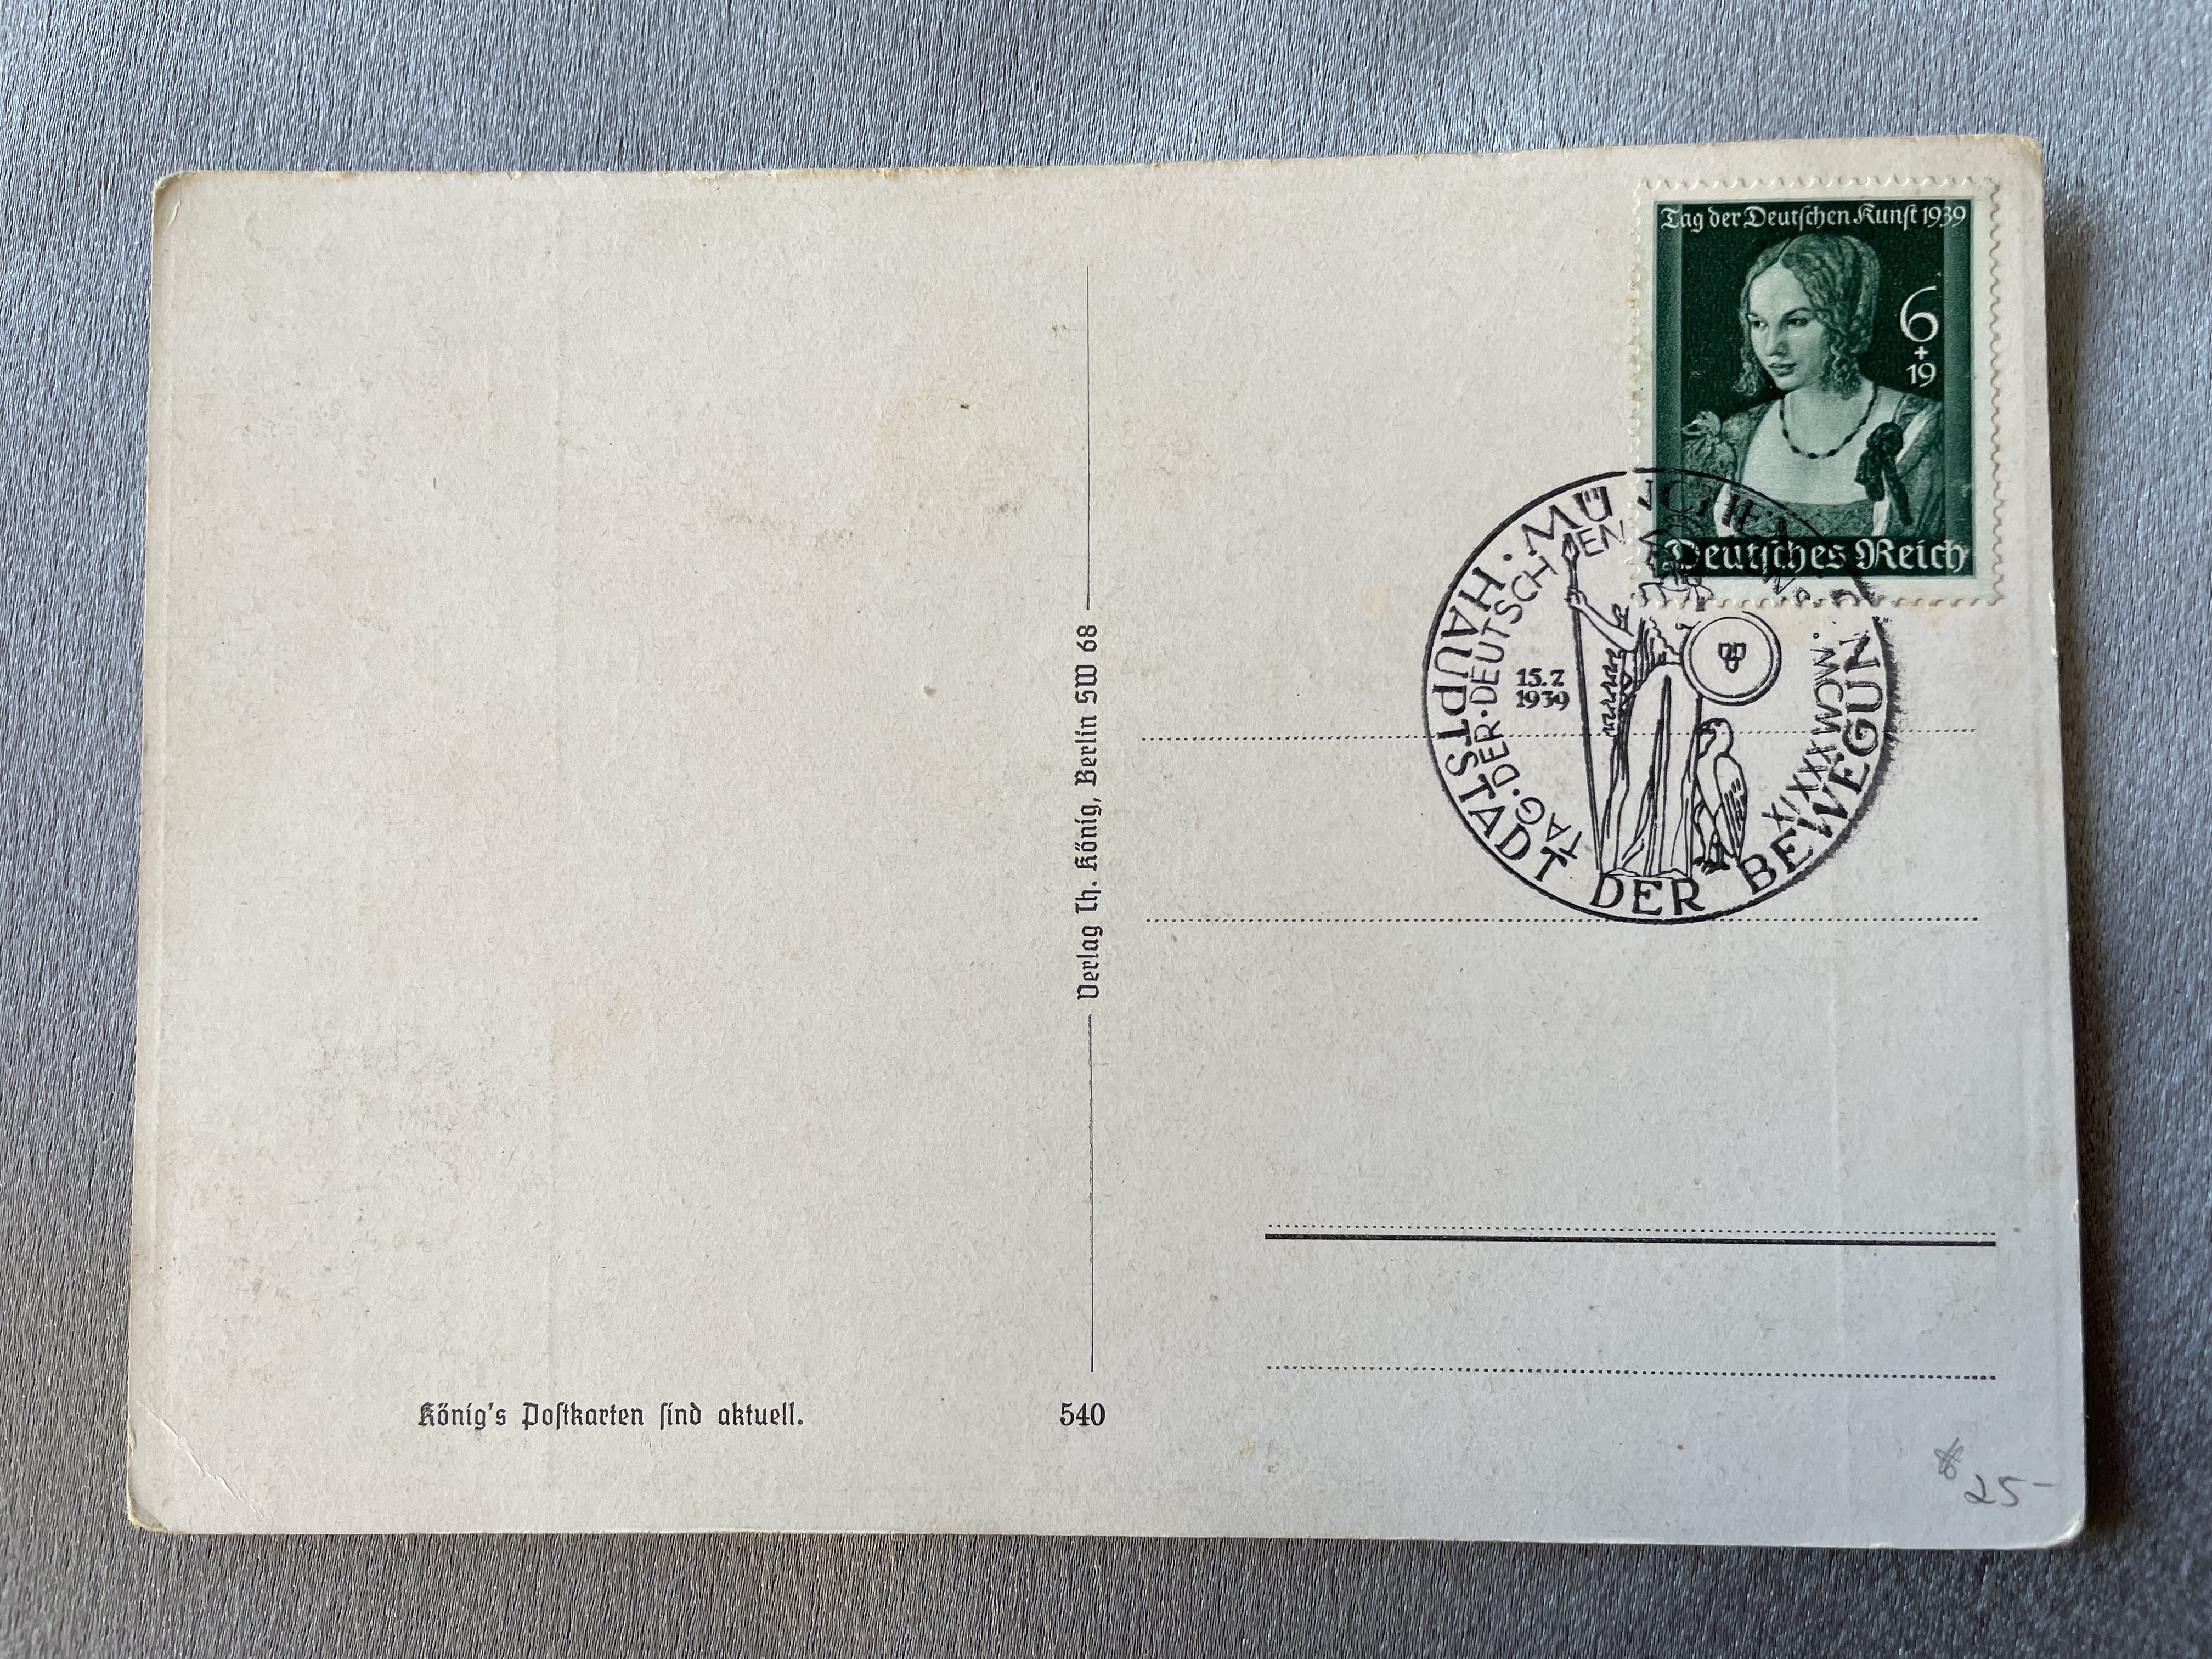 Tag der Deutſchen Kunſt 1939
6
+
19
Deutſches Reich
MÜNCHEN · HAUPTSTADT DER BEWEGUNG
TAG · DER · DEUTSCHEN · MCMXXXIX
15.7
1939
Verlag Th. König, Berlin SW 68
König's Poſtkarten ſind aktuell.
540
25-